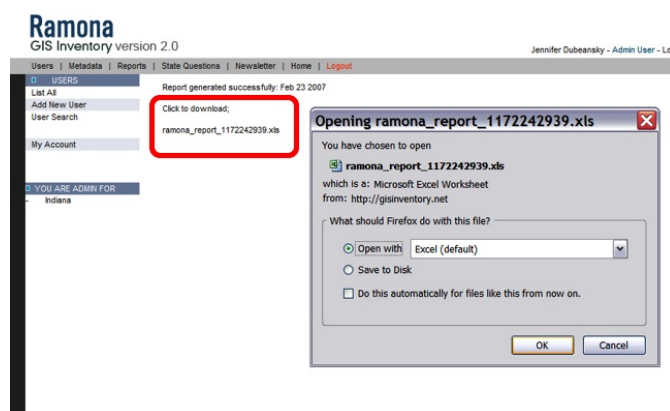 Ramona
GIS Inventory version 2.0
Jennifer Dubeansky - Admin User - Lo
Users | Metadata | Reports | State Questions | Newsletter | Home | Logout
USERS
List All
Add New User
User Search
My Account
YOU ARE ADMIN FOR
- Indiana
Report generated successfully: Feb 23 2007
Click to download;
ramona_report_1172242939.xls
Opening ramona_report_1172242939.xls
You have chosen to open
ramona_report_1172242939.xls
which is a: Microsoft Excel Worksheet
from: http://gisinventory.net
What should Firefox do with this file?
Open with Excel (default)
Save to Disk
Do this automatically for files like this from now on.
OK Cancel